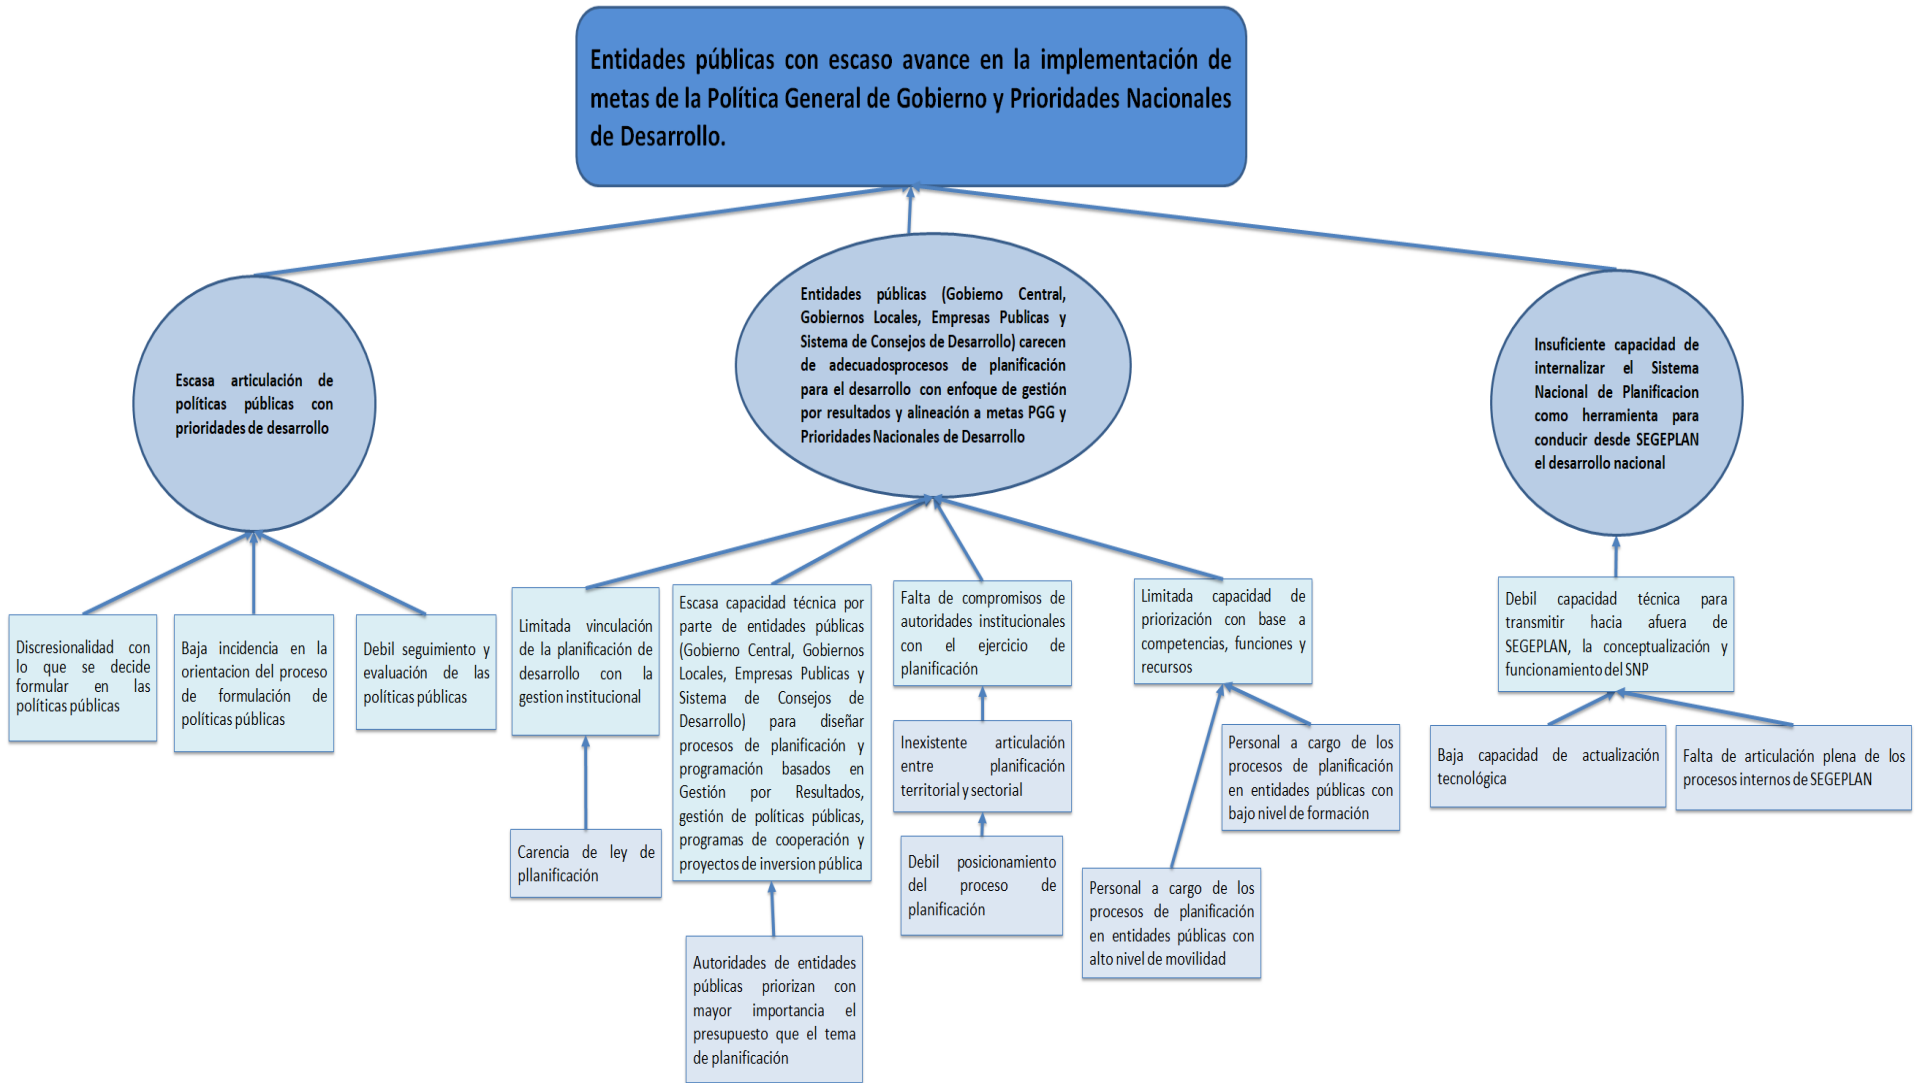 Entidades públicas con escaso avance en la implementación de
metas de la Política General de Gobierno y Prioridades Nacionales
de Desarrollo.
Escasa articulación de
políticas públicas con
prioridades de desarrollo
Entidades públicas (Gobierno Central,
Gobiernos Locales, Empresas Publicas y
Sistema de Consejos de Desarrollo) carecen
de adecuadosprocesos de planificación
para el desarrollo con enfoque de gestión
por resultados y alineación a metas PGG y
Prioridades Nacionales de Desarrollo
Insuficiente capacidad de
internalizar el Sistema
Nacional de Planificacion
como herramienta para
conducir desde SEGEPLAN
el desarrollo nacional
Discresionalidad con
lo que se decide
formular en las
políticas públicas
Baja incidencia en la
orientacion del proceso
de formulación de
políticas públicas
Debil seguimiento y
evaluación de las
políticas públicas
Limitada vinculación
de la planificación de
desarrollo con la
gestion institucional
Escasa capacidad técnica por
parte de entidades públicas
(Gobierno Central, Gobiernos
Locales, Empresas Publicas y
Sistema de Consejos de
Desarrollo) para diseñar
procesos de planificación y
programación basados en
Gestión por Resultados,
gestión de políticas públicas,
programas de cooperación y
proyectos de inversion pública
Falta de compromisos de
autoridades institucionales
con el ejercicio de
planificación
Limitada capacidad de
priorización con base a
competencias, funciones y
recursos
Debil capacidad técnica para
transmitir hacia afuera de
SEGEPLAN, la conceptualización y
funcionamiento del SNP
Carencia de ley de
pllanificación
Autoridades de entidades
públicas priorizan con
mayor importancia el
presupuesto que el tema
de planificación
Inexistente articulación
entre planificación
territorial y sectorial
Debil posicionamiento
del proceso de
planificación
Personal a cargo de los
procesos de planificación
en entidades públicas con
alto nivel de movilidad
Personal a cargo de los
procesos de planificación
en entidades públicas con
bajo nivel de formación
Baja capacidad de actualización
tecnológica
Falta de articulación plena de los
procesos internos de SEGEPLAN